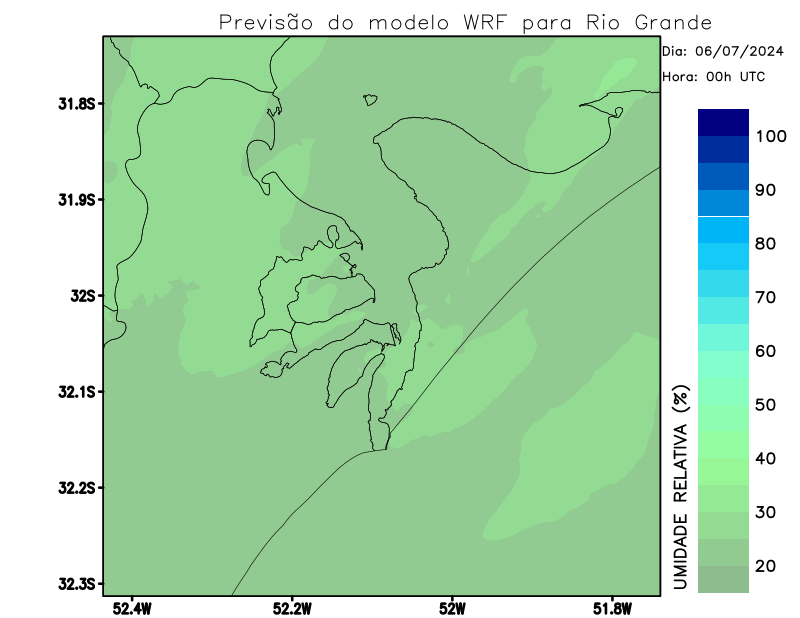 Previsão do modelo WRF para Rio Grande
Dia: 06/07/2024
Hora: 00h UTC
31.8S
31.9S
32S
32.1S
32.2S
32.3S
52.4W
52.2W
52W
51.8W
100
90
80
70
60
50
40
30
20
UMIDADE RELATIVA (%)